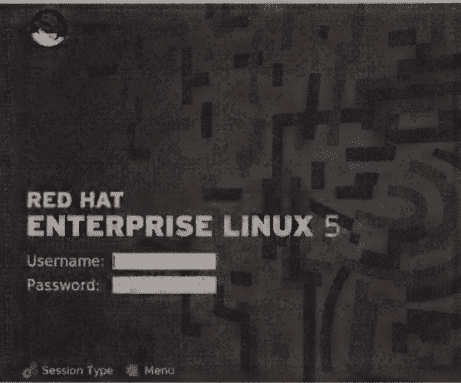 RED HAT
ENTERPRISE LINUX 5
Username:
Password:
Session Type Menu